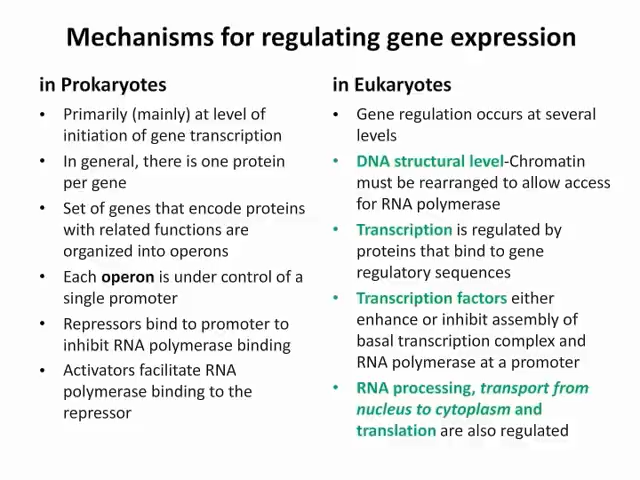 Mechanisms for regulating gene expression
in Prokaryotes
• Primarily (mainly) at level of
initiation of gene transcription
• In general, there is one protein
per gene
• Set of genes that encode proteins
with related functions are
organized into operons
• Each operon is under control of a
single promoter
• Repressors bind to promoter to
inhibit RNA polymerase binding
• Activators facilitate RNA
polymerase binding to the
repressor
in Eukaryotes
• Gene regulation occurs at several
levels
• DNA structural level-Chromatin
must be rearranged to allow access
for RNA polymerase
• Transcription is regulated by
proteins that bind to gene
regulatory sequences
• Transcription factors either
enhance or inhibit assembly of
basal transcription complex and
RNA polymerase at a promoter
• RNA processing, transport from
nucleus to cytoplasm and
translation are also regulated